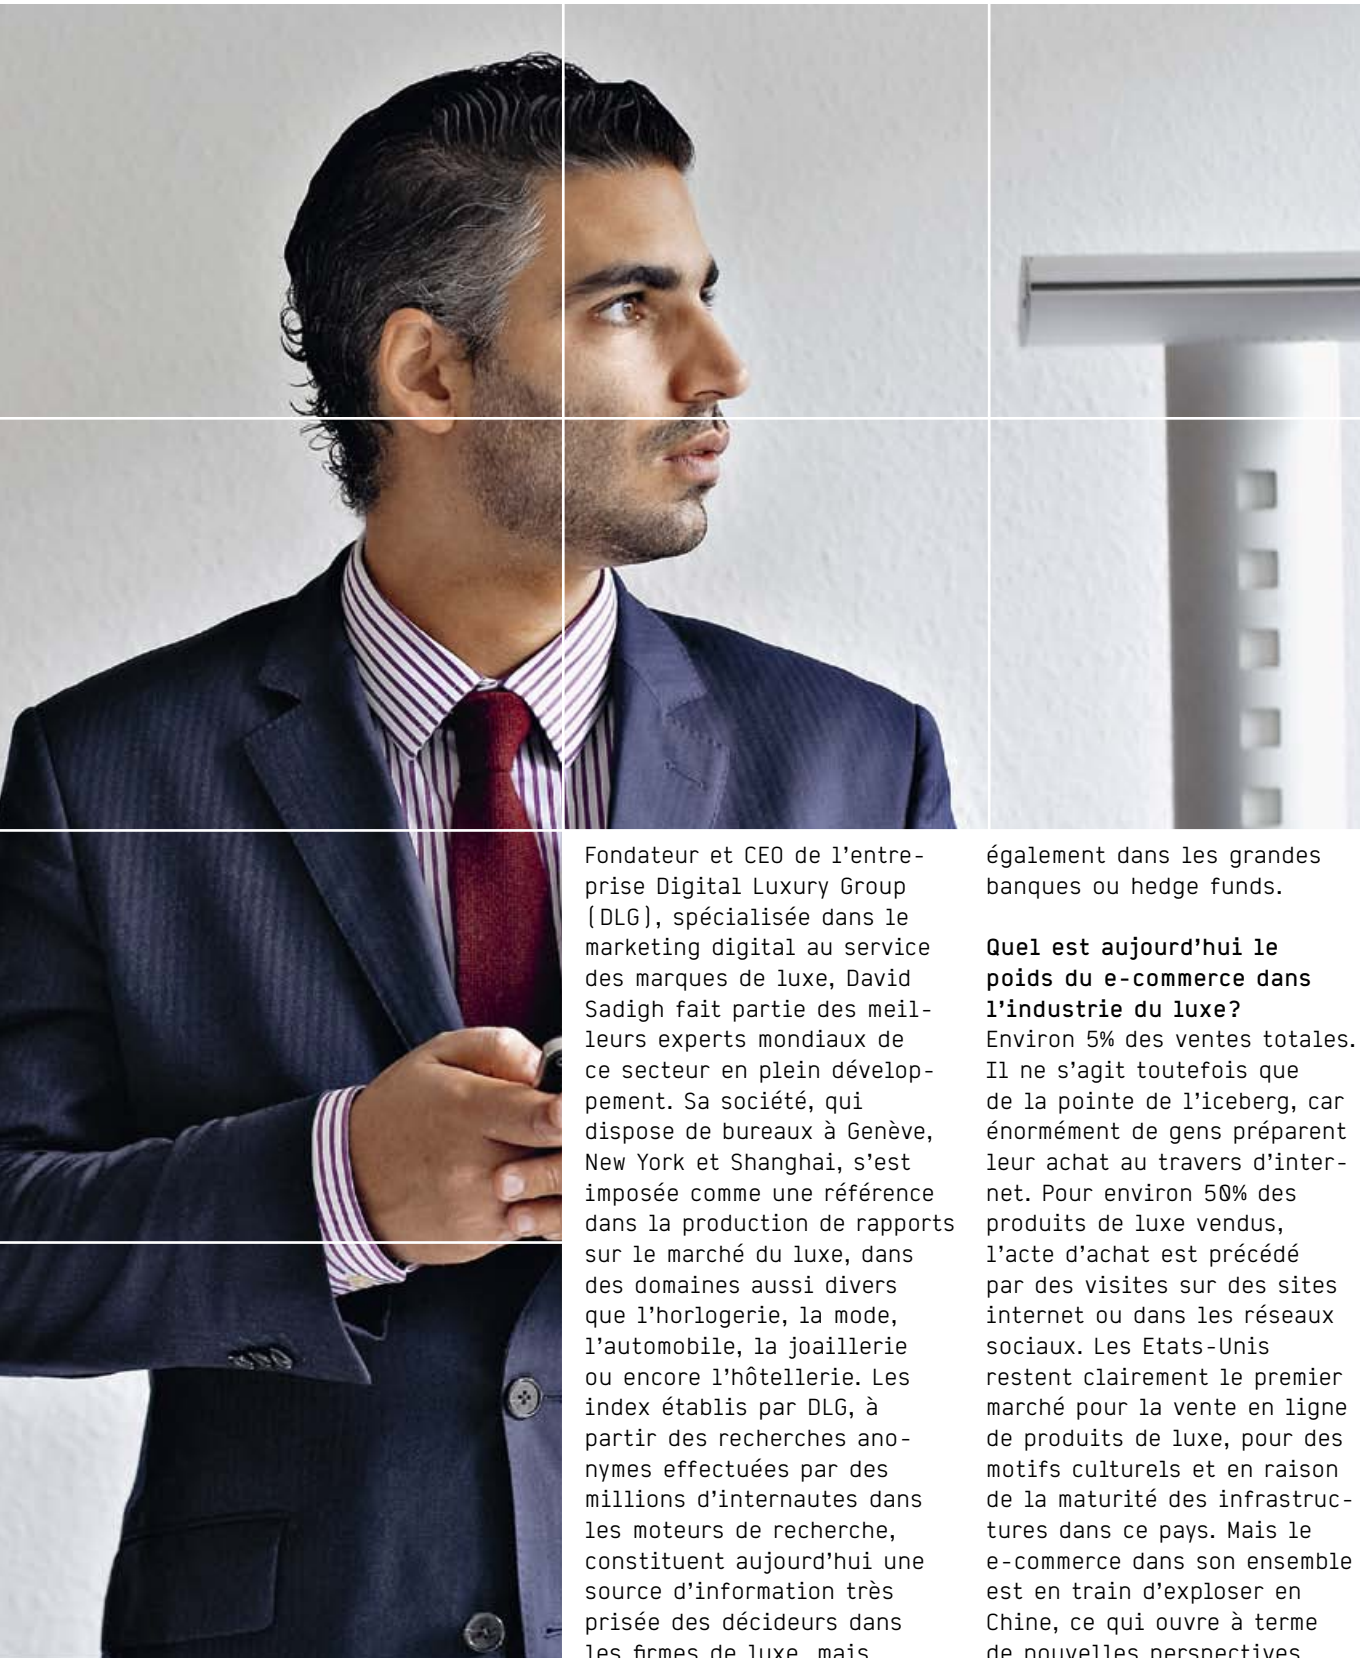 Fondateur et CEO de l'entre-
prise Digital Luxury Group
(DLG), spécialisée dans le
marketing digital au service
des marques de luxe, David
Sadigh fait partie des meil-
leurs experts mondiaux de
ce secteur en plein dévelop-
pement. Sa société, qui
dispose de bureaux à Genève,
New York et Shanghai, s'est
imposée comme une référence
dans la production de rapports
sur le marché du luxe, dans
des domaines aussi divers
que l'horlogerie, la mode,
l'automobile, la joaillerie
ou encore l'hôtellerie. Les
index établis par DLG, à
partir des recherches ano-
nymes effectuées par des
millions d'internautes dans
les moteurs de recherche,
constituent aujourd'hui une
source d'information très
prisée des décideurs dans
les firmes de luxe, mais
également dans les grandes
banques ou hedge funds.
Quel est aujourd'hui le
poids du e-commerce dans
l'industrie du luxe?
Environ 5% des ventes totales.
Il ne s'agit toutefois que
de la pointe de l'iceberg, car
énormément de gens préparent
leur achat au travers d'inter-
net. Pour environ 50% des
produits de luxe vendus,
l'acte d'achat est précédé
par des visites sur des sites
internet ou dans les réseaux
sociaux. Les Etats-Unis
restent clairement le premier
marché pour la vente en ligne
de produits de luxe, pour des
motifs culturels et en raison
de la maturité des infrastruc-
tures dans ce pays. Mais le
e-commerce dans son ensemble
est en train d'exploser en
Chine, ce qui ouvre à terme
de nouvelles perspectives